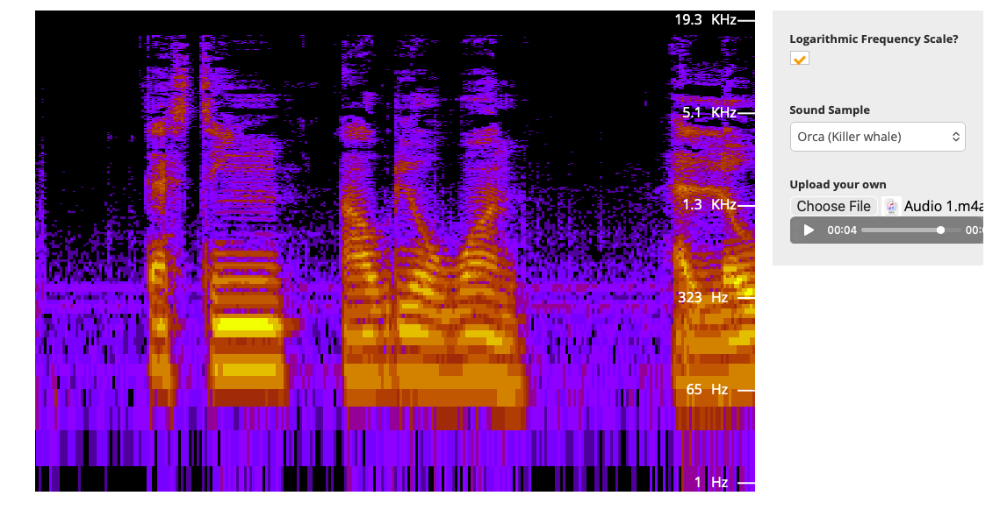 19.3 KHz
5.1 KHz
1.3 KHz
323 Hz
65 Hz
1 Hz
Logarithmic Frequency Scale?
Sound Sample
Orca (Killer whale)
Upload your own
Choose File Audio 1.m4a
00:04 00: